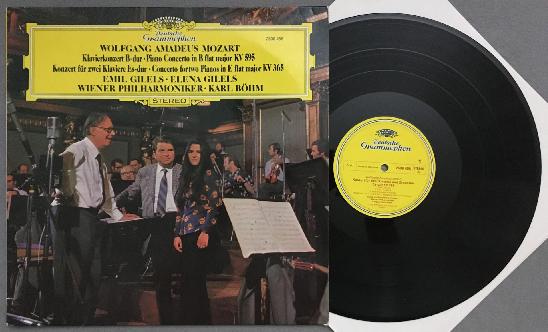 Deutsche
Grammophon
WOLFGANG AMADEUS MOZART
Klavierkonzert B-dur · Piano Concerto in B flat major KV 595
Konzert für zwei Klaviere Es-dur · Concerto for two Pianos in E flat major KV 365
EMIL GILELS · ELENA GILELS
WIENER PHILHARMONIKER · KARL BÖHM
STEREO
Deutsche
Grammophon
STEREO